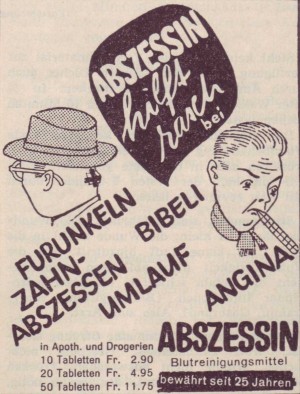 ABSZESSIN
hilft
rasch
bei
FURUNKELN
ZAHN-
ABSZESSEN
BIBELI
UMLAUF
ANGINA
in Apoth. und Drogerien
10 Tabletten Fr. 2.90
20 Tabletten Fr. 4.95
50 Tabletten Fr. 11.75
ABSZESSIN
Blutreinigungsmittel
bewährt seit 25 Jahren